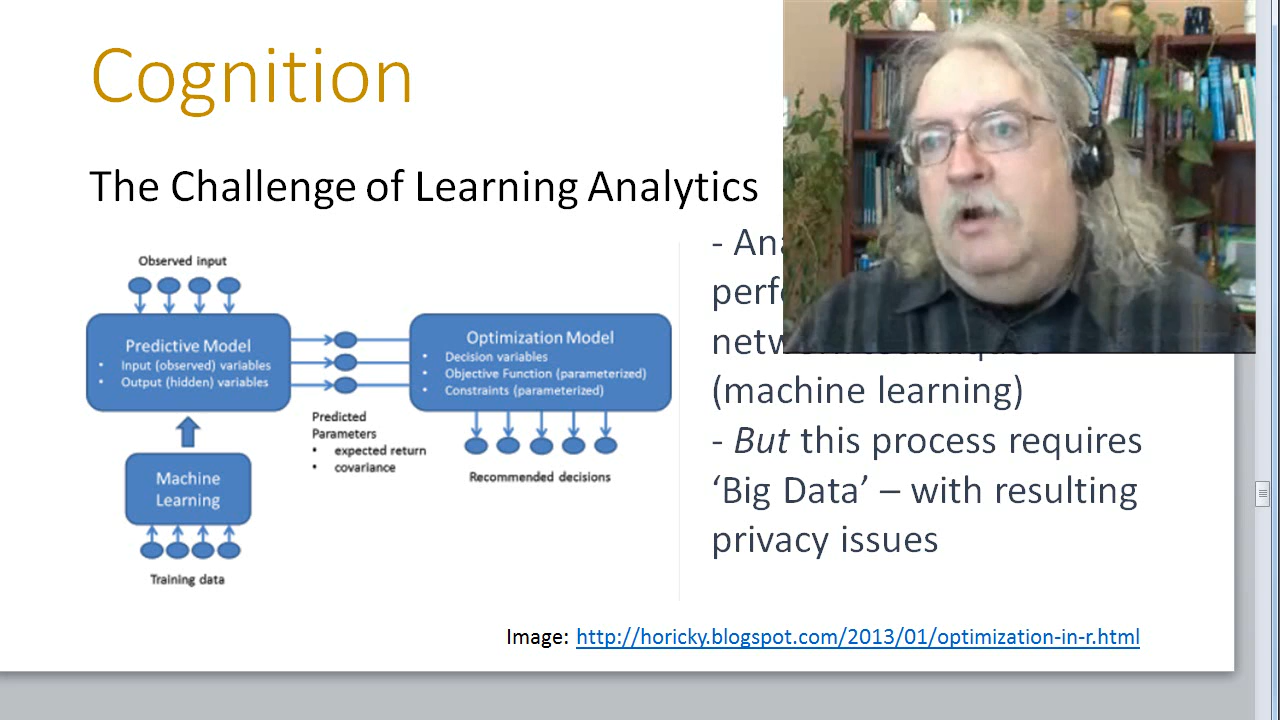 Cognition
The Challenge of Learning Analytics
Observed input
Predictive Model
• Input (observed) variables
• Output (hidden) variables
Machine
Learning
Training data
Predicted
Parameters
• expected return
• covariance
Optimization Model
• Decision variables
• Objective Function (parameterized)
• Constraints (parameterized)
Recommended decisions
-
(machine learning)
- But this process requires
‘Big Data’ – with resulting
privacy issues
Image: http://horicky.blogspot.com/2013/01/optimization-in-r.html